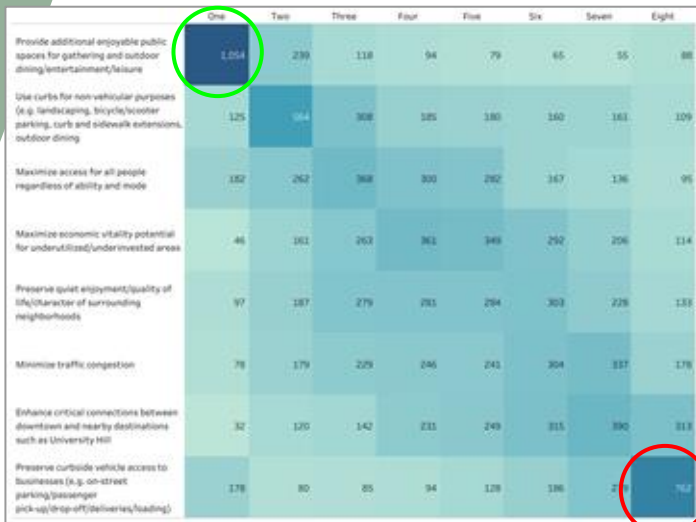 One Two Three Four Five Six Seven Eight
Provide additional enjoyable public
spaces for gathering and outdoor
dining/entertainment/leisure
1,054 239 118 94 79 65 55 88
Use curbs for non-vehicular purposes
(e.g. landscaping, bicycle/scooter
parking, curb and sidewalk extensions,
outdoor dining
125 308 185 180 160 161 109
Maximize access for all people
regardless of ability and mode
182 262 368 300 282 167 136 95
Maximize economic vitality potential
for underutilized/underinvested areas
46 161 263 361 349 292 206 114
Preserve quiet enjoyment/quality of
life/character of surrounding
neighborhoods
97 187 279 281 284 303 228 133
Minimize traffic congestion
78 179 229 246 241 304 337 178
Enhance critical connections between
downtown and nearby destinations
such as University Hill
32 120 142 231 249 315 390 313
Preserve curbside vehicle access to
businesses (e.g. on-street
parking/passenger
pick-up/drop-off/deliveries/loading)
178 80 85 94 128 186 762